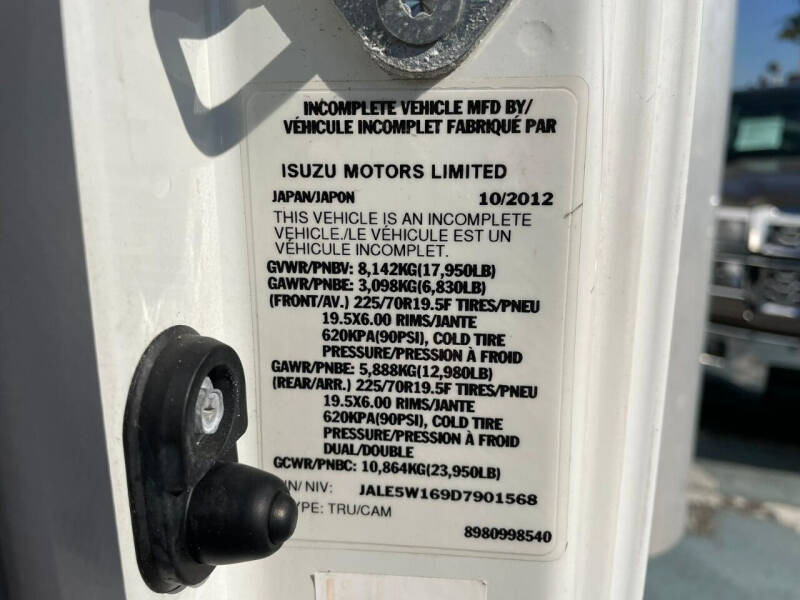 INCOMPLETE VEHICLE MFD BY/
VÉHICULE INCOMPLET FABRIQUÉ PAR
ISUZU MOTORS LIMITED
JAPAN/JAPON 10/2012
THIS VEHICLE IS AN INCOMPLETE
VEHICLE./LE VÉHICULE EST UN
VÉHICULE INCOMPLET.
GVWR/PNBV: 8,142KG(17,950LB)
GAWR/PNBE: 3,098KG(6,830LB)
(FRONT/AV.) 225/70R19.5F TIRES/PNEU
19.5X6.00 RIMS/JANTE
620KPA(90PSI), COLD TIRE
PRESSURE/PRESSION À FROID
GAWR/PNBE: 5,888KG(12,980LB)
(REAR/ARR.) 225/70R19.5F TIRES/PNEU
19.5X6.00 RIMS/JANTE
620KPA(90PSI), COLD TIRE
PRESSURE/PRESSION À FROID
DUAL/DOUBLE
GCWR/PNBC: 10,864KG(23,950LB)
IN/ NIV: JALE5W169D7901568
YPE: TRU/CAM
8980998540